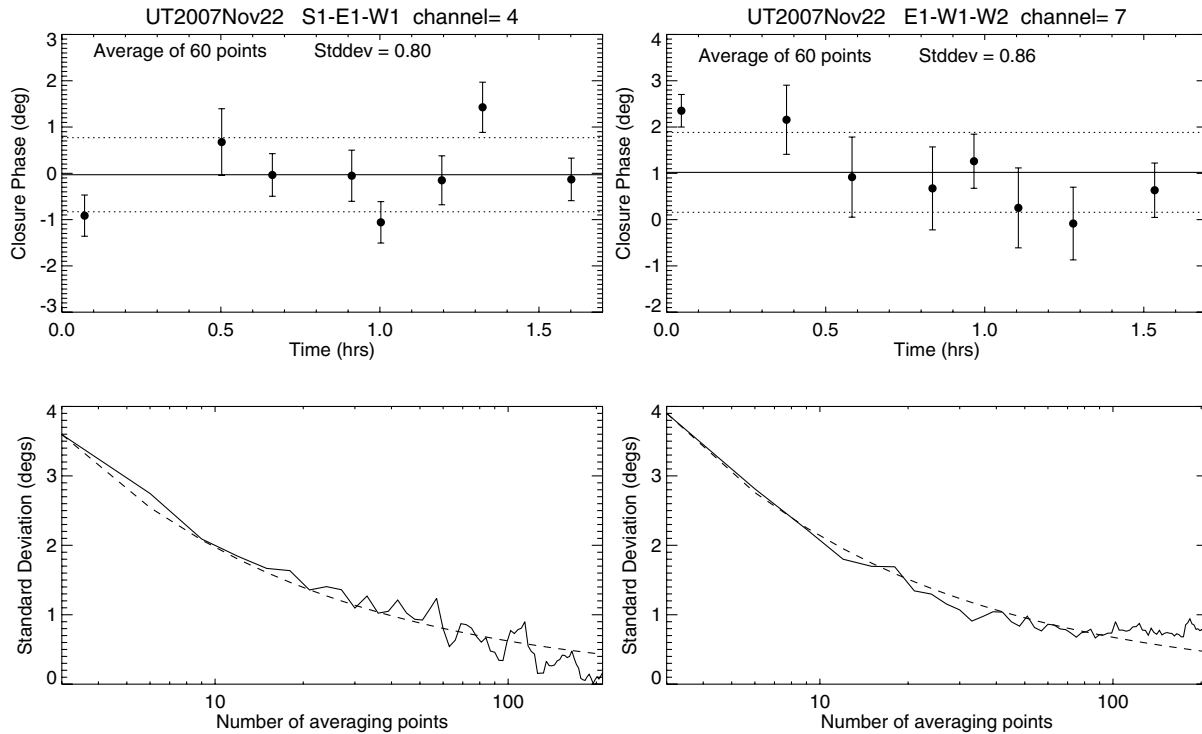 UT2007Nov22 S1-E1-W1 channel= 4
Average of 60 points Stddev = 0.80
Closure Phase (deg)
3
2
1
0
-1
-2
-3
0.0 0.5 1.0 1.5
Time (hrs)
UT2007Nov22 E1-W1-W2 channel= 7
Average of 60 points Stddev = 0.86
Closure Phase (deg)
4
3
2
1
0
-1
-2
0.0 0.5 1.0 1.5
Time (hrs)
Standard Deviation (degs)
4
3
2
1
0
10 100
Number of averaging points
Standard Deviation (degs)
4
3
2
1
0
10 100
Number of averaging points